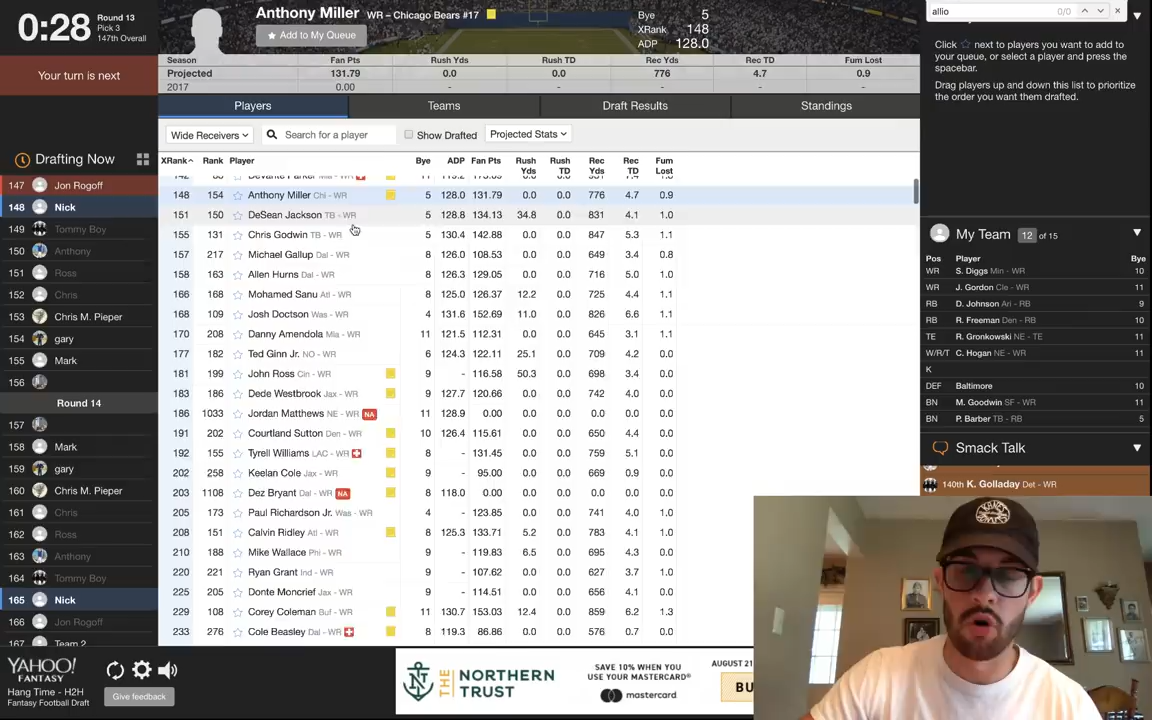 0:28
Round 13
Pick 3
147th Overall
Your turn is next
Anthony Miller WR – Chicago Bears #17
★ Add to My Queue
Bye 5
XRank 148
ADP 128.0
Season Fan Pts Rush Yds Rush TD Rec Yds Rec TD Fum Lost
Projected 131.79 0.0 0.0 776 4.7 0.9
2017 0.00 - - - - -
Players Teams Draft Results Standings
Wide Receivers Search for a player Show Drafted Projected Stats
XRank Rank Player Bye ADP Fan Pts Rush Yds Rush TD Rec Yds Rec TD Fum Lost
148 154 Anthony Miller Chi - WR 5 128.0 131.79 0.0 0.0 776 4.7 0.9
151 150 DeSean Jackson TB - WR 5 128.8 134.13 34.8 0.0 831 4.1 1.0
155 131 Chris Godwin TB - WR 5 130.4 142.88 0.0 0.0 847 5.3 1.1
157 217 Michael Gallup Dal - WR 8 126.0 108.53 0.0 0.0 649 3.4 0.8
158 163 Allen Hurns Dal - WR 8 126.3 129.05 0.0 0.0 716 5.0 1.0
166 168 Mohamed Sanu Atl - WR 8 125.0 126.37 12.2 0.0 725 4.4 1.1
168 109 Josh Doctson Was - WR 4 131.6 152.69 11.0 0.0 826 6.6 1.1
170 208 Danny Amendola Mia - WR 11 121.5 112.31 0.0 0.0 645 3.1 1.1
177 182 Ted Ginn Jr. NO - WR 6 124.3 122.11 25.1 0.0 709 4.2 0.0
181 199 John Ross Cin - WR 9 - 116.58 50.3 0.0 698 3.4 0.0
183 186 Dede Westbrook Jax - WR 9 127.7 120.66 0.0 0.0 742 4.0 0.0
186 1033 Jordan Matthews NE - WR NA 11 128.9 0.00 0.0 0.0 0.0 0.0 0.0
191 202 Courtland Sutton Den - WR 10 126.4 115.61 0.0 0.0 650 4.4 0.0
192 155 Tyrell Williams LAC - WR 8 - 131.45 0.0 0.0 759 5.1 0.0
202 258 Keelan Cole Jax - WR 9 - 95.00 0.0 0.0 669 0.9 0.0
203 1108 Dez Bryant Dal - WR NA 8 118.0 0.00 0.0 0.0 0.0 0.0 0.0
205 173 Paul Richardson Jr. Was - WR 4 - 123.85 0.0 0.0 741 4.0 1.0
208 151 Calvin Ridley Atl - WR 8 125.3 133.71 5.2 0.0 783 4.1 1.0
210 188 Mike Wallace Phi - WR 9 - 119.83 6.5 0.0 695 4.3 0.0
220 221 Ryan Grant Ind - WR 9 - 107.62 0.0 0.0 627 3.7 1.0
225 205 Donte Moncrief Jax - WR 9 - 114.51 0.0 0.0 656 4.1 0.0
229 108 Corey Coleman Buf - WR 11 130.7 153.03 12.4 0.0 859 6.2 1.3
233 276 Cole Beasley Dal - WR 8 119.3 86.86 0.0 0.0 576 0.7 0.0
Drafting Now
147 Jon Rogoff
148 Nick
149 Tommy Boy
150 Anthony
151 Ross
152 Chris
153 Chris M. Pieper
154 gary
155 Mark
156
Round 14
157
158 Mark
159 gary
160 Chris M. Pieper
161 Chris
162 Ross
163 Anthony
164 Tommy Boy
165 Nick
166 Jon Rogoff
167 Team 2
YAHOO!
FANTASY
Hang Time - H2H
Fantasy Football Draft
Give feedback
THE NORTHERN TRUST
SAVE 10% WHEN YOU USE YOUR MASTERCARD®
mastercard
AUGUST 21
BU
allio 0/0
Click ☆ next to players you want to add to
your queue, or select a player and press the
spacebar.
Drag players up and down this list to prioritize
the order you want them drafted.
My Team 12 of 15
Pos Player Bye
WR S. Diggs Min - WR 10
WR J. Gordon Cle - WR 11
RB D. Johnson Ari - RB 9
RB R. Freeman Den - RB 10
TE R. Gronkowski NE - TE 11
W/R/T C. Hogan NE - WR 11
K
DEF Baltimore 10
BN M. Goodwin SF - WR 11
BN P. Barber TB - RB 5
Smack Talk
140th K. Golladay Det - WR